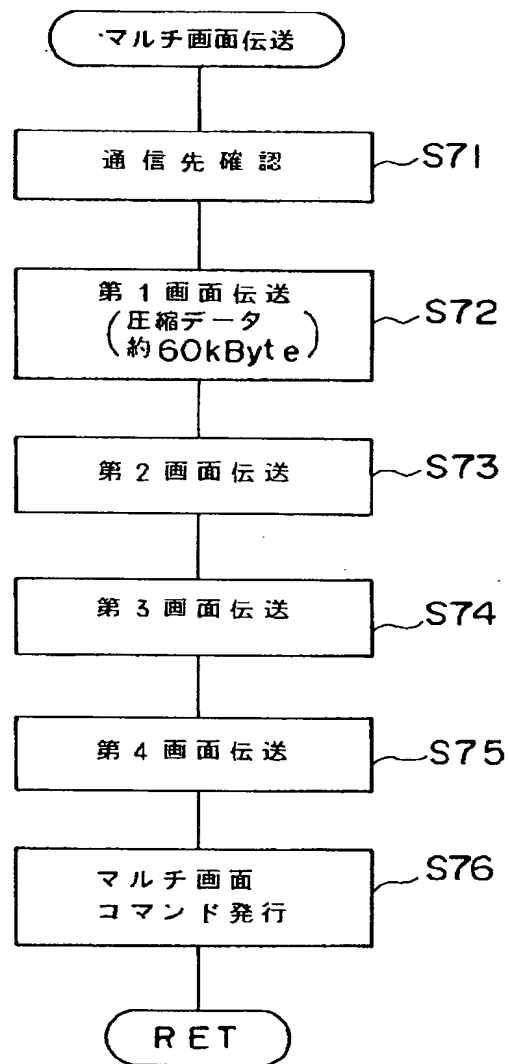 マルチ画面伝送
通信先確認
S71
第1画面伝送
(圧縮データ
約60kByte)
S72
第2画面伝送
S73
第3画面伝送
S74
第4画面伝送
S75
マルチ画面
コマンド発行
S76
RET